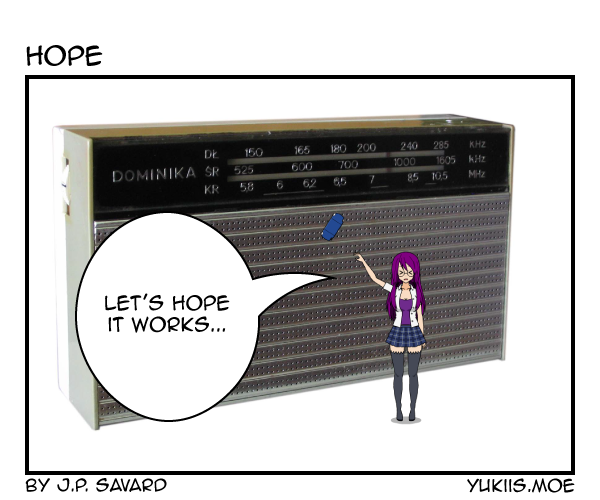 HOPE
DOMINIKA
DŁ 150 165 180 200 240 285 KHz
ŚR 525 600 700 1000 1605 kHz
KR 5,8 6 6,2 6,5 7 8,5 10,5 MHz
LET'S HOPE
IT WORKS...
BY J.P. SAVARD
YUKIIS.MOE